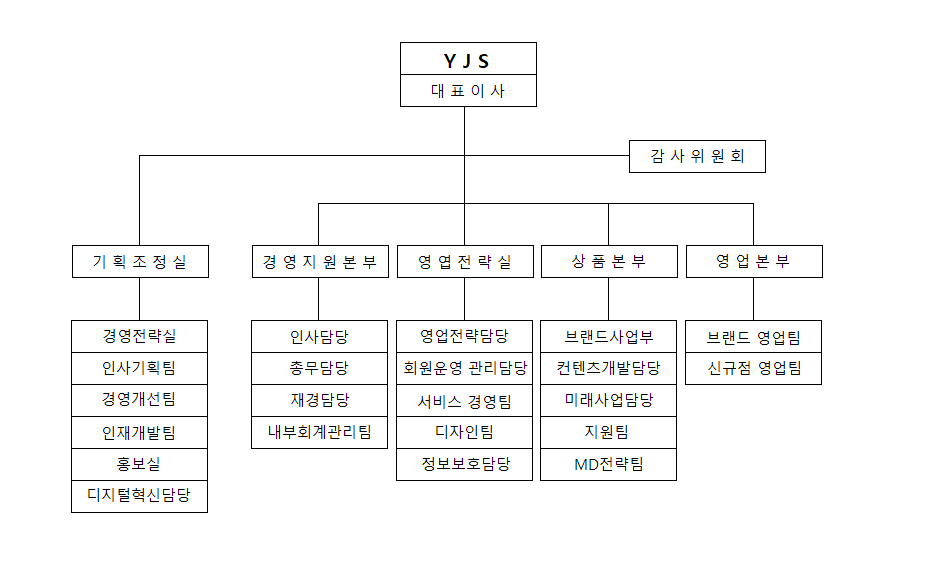 Y J S
대 표 이 사
감 사 위 원 회
기 획 조 정 실
경 영 지 원 본 부
영 엽 전 략 실
상 품 본 부
영 업 본 부
경영전략실
인사기획팀
경영개선팀
인재개발팀
홍보실
디지털혁신담당
인사담당
총무담당
재경담당
내부회계관리팀
영업전략담당
회원운영 관리담당
서비스 경영팀
디자인팀
정보보호담당
브랜드사업부
컨텐츠개발담당
미래사업담당
지원팀
MD전략팀
브랜드 영업팀
신규점 영업팀